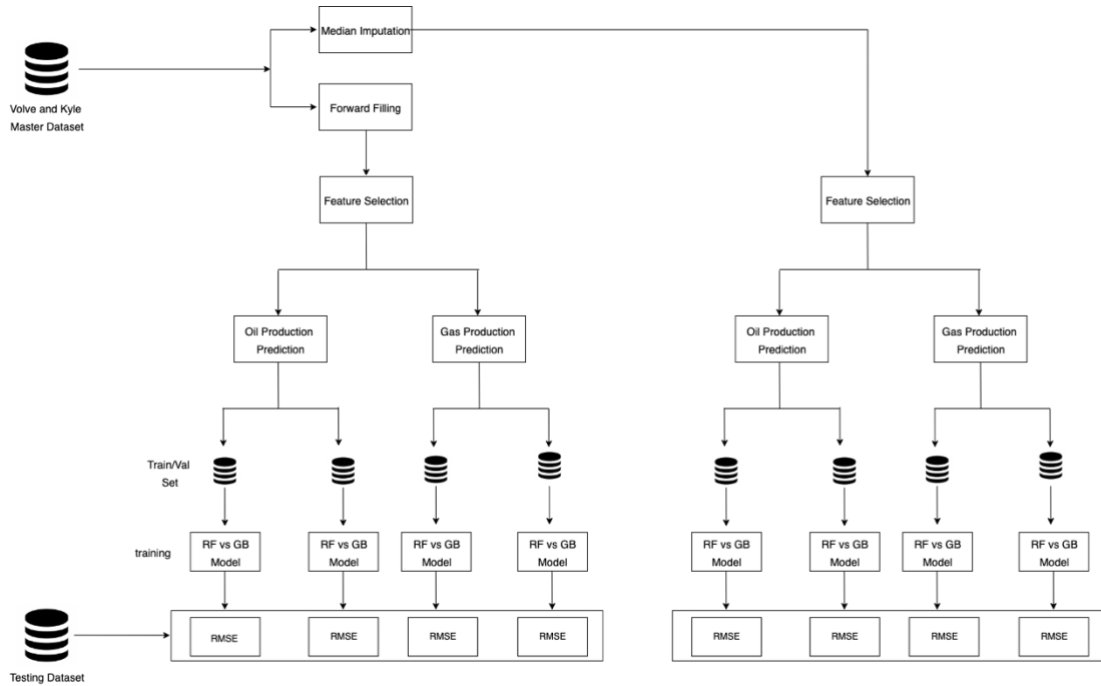 Median Imputation
Volve and Kyle
Master Dataset
Forward Filling
Feature Selection
Feature Selection
Oil Production
Prediction
Gas Production
Prediction
Oil Production
Prediction
Gas Production
Prediction
Train/Val
Set
training
RF vs GB
Model
RF vs GB
Model
RF vs GB
Model
RF vs GB
Model
RF vs GB
Model
RF vs GB
Model
RF vs GB
Model
RF vs GB
Model
RMSE
RMSE
RMSE
RMSE
RMSE
RMSE
RMSE
RMSE
Testing Dataset